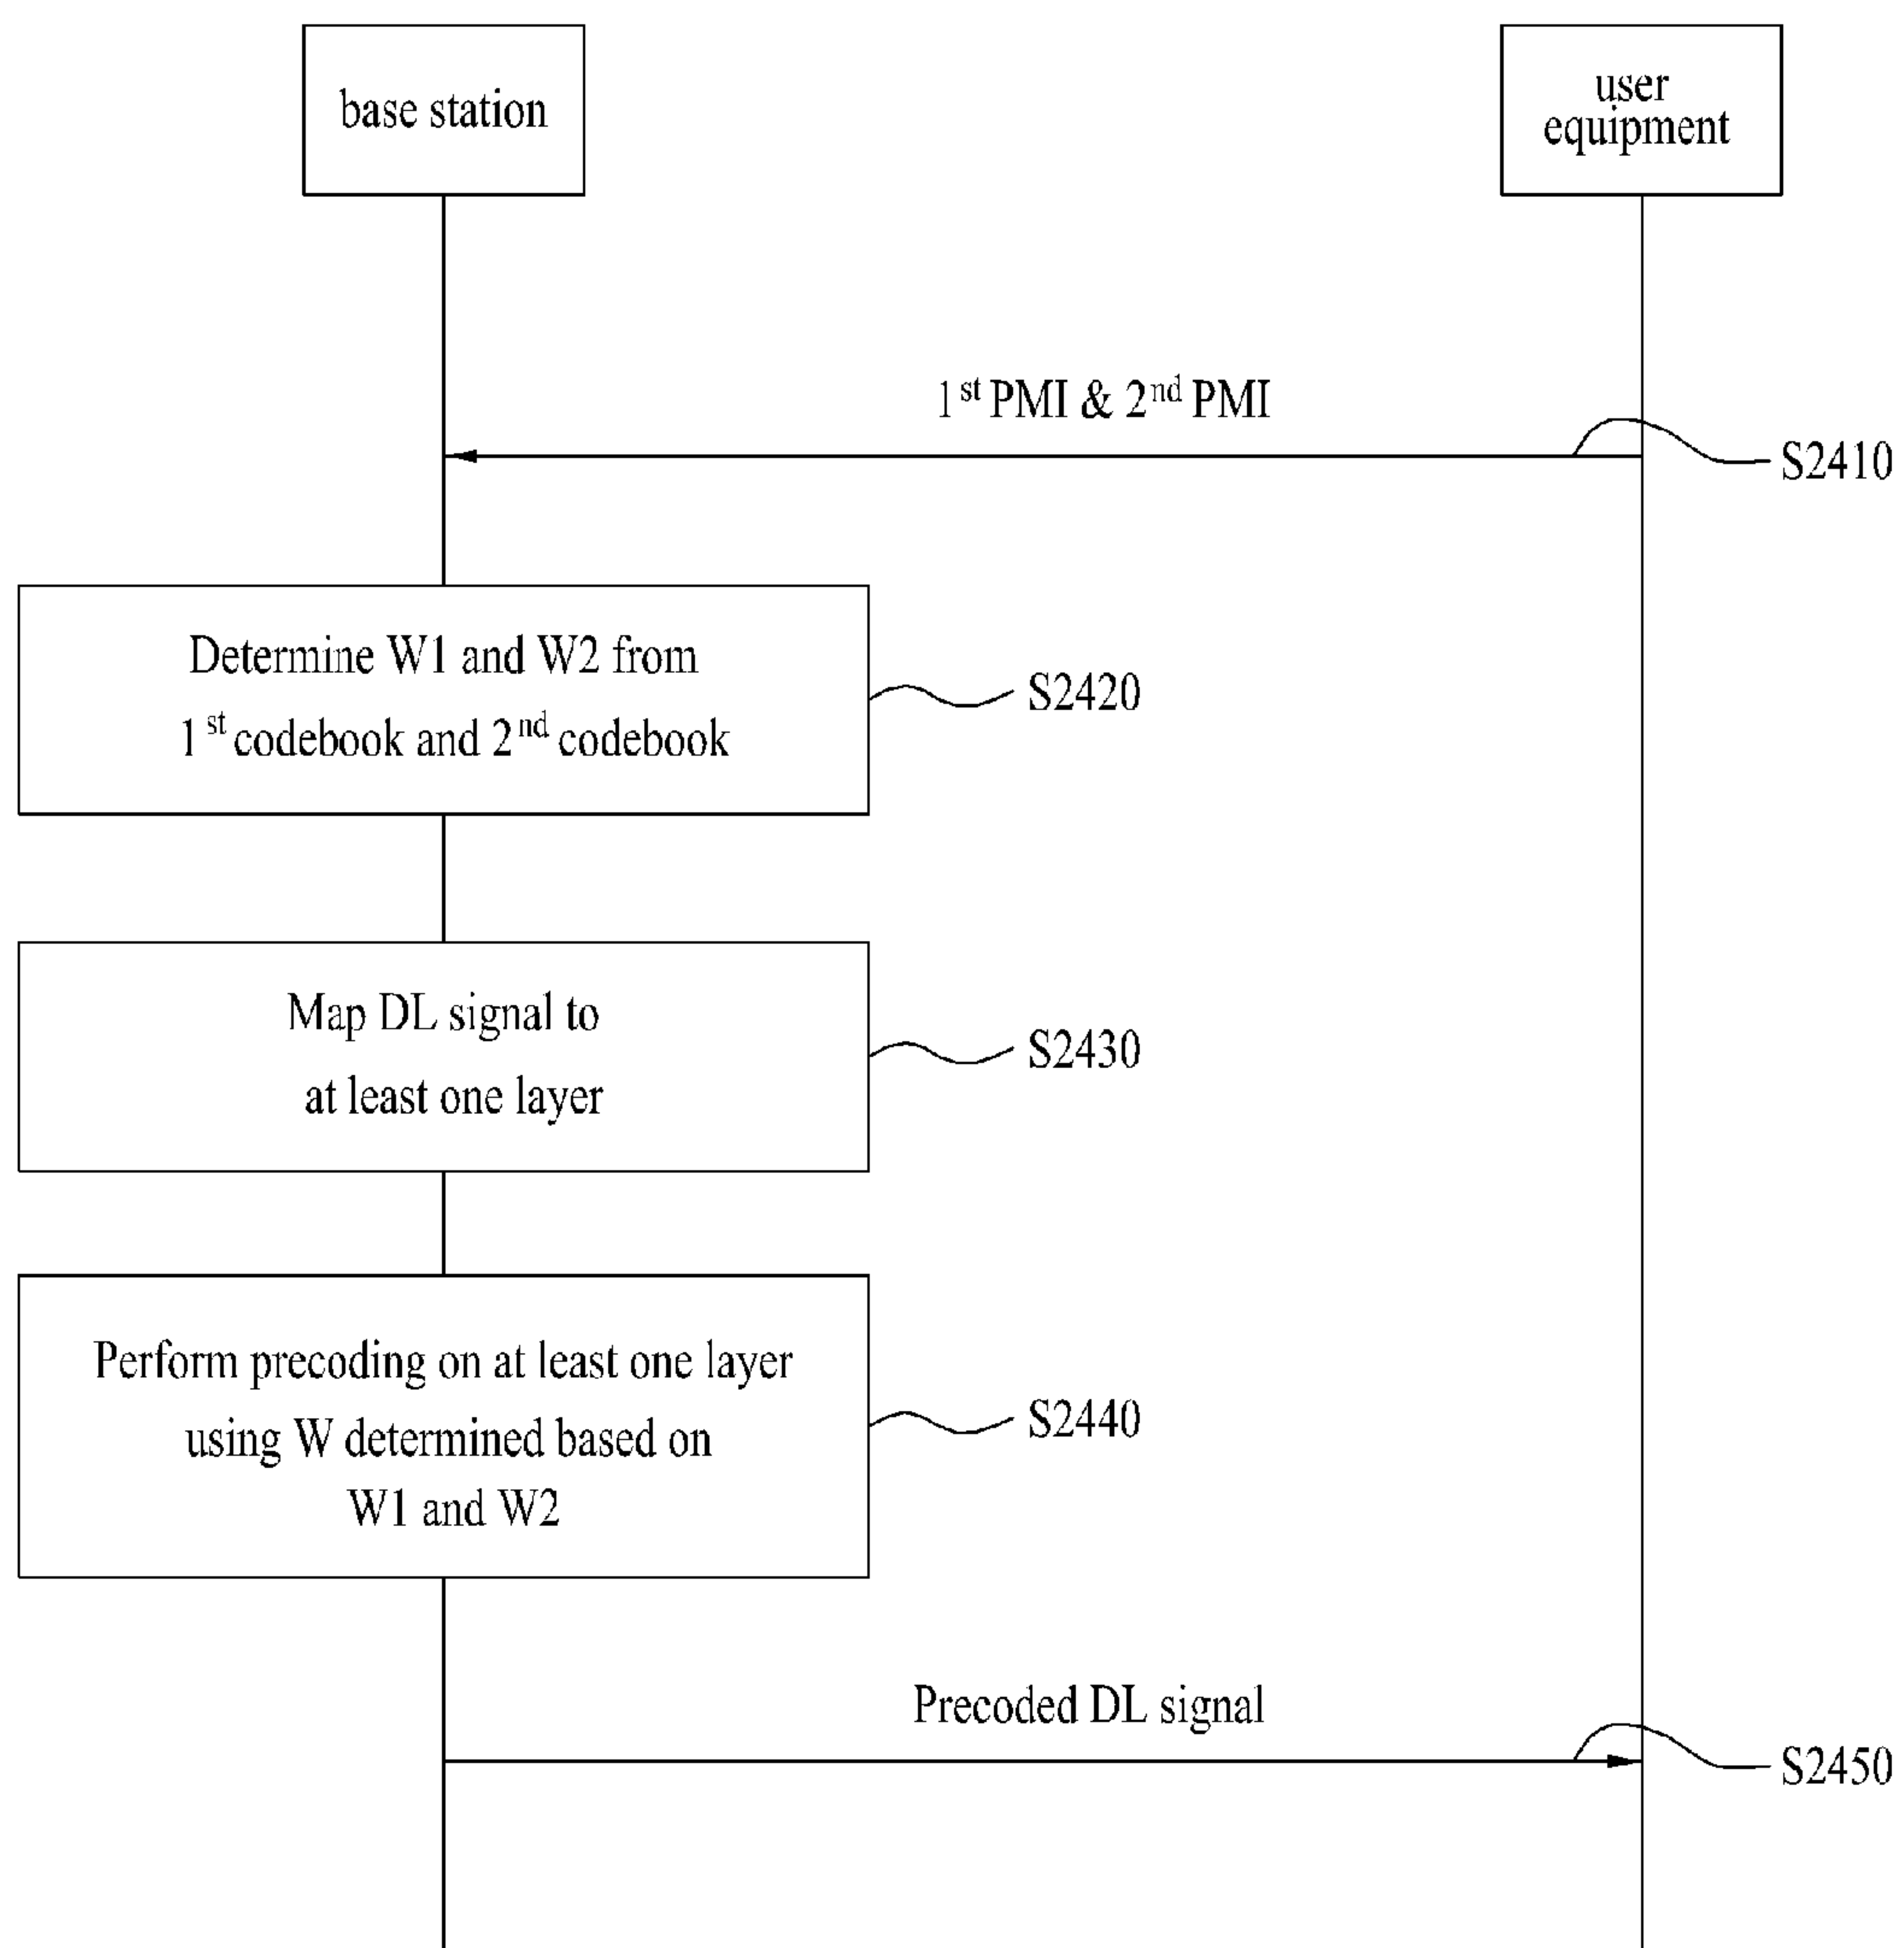 base station
user
equipment
1st PMI & 2nd PMI
S2410
Determine W1 and W2 from
1st codebook and 2nd codebook
S2420
Map DL signal to
at least one layer
S2430
Perform precoding on at least one layer
using W determined based on
W1 and W2
S2440
Precoded DL signal
S2450